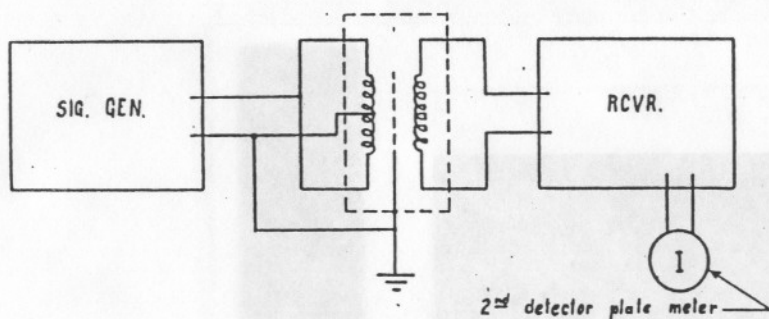 SIG. GEN.
RCVR.
I
2nd detector plate meter